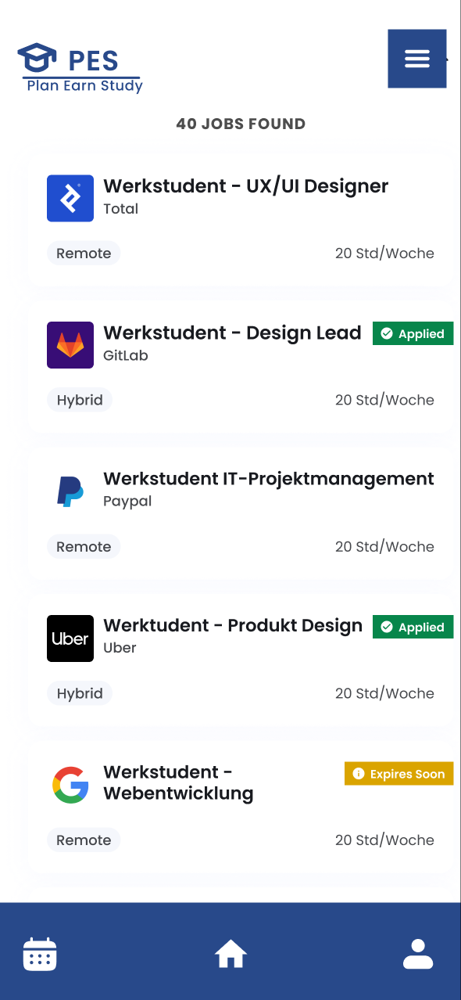 PES
Plan Earn Study
40 JOBS FOUND
Werkstudent - UX/UI Designer
Total
Remote
20 Std/Woche
Werkstudent - Design Lead
Applied
GitLab
Hybrid
20 Std/Woche
Werkstudent IT-Projektmanagement
Paypal
Remote
20 Std/Woche
Uber
Werktudent - Produkt Design
Applied
Uber
Hybrid
20 Std/Woche
Werkstudent -
Webentwicklung
Expires Soon
Remote
20 Std/Woche